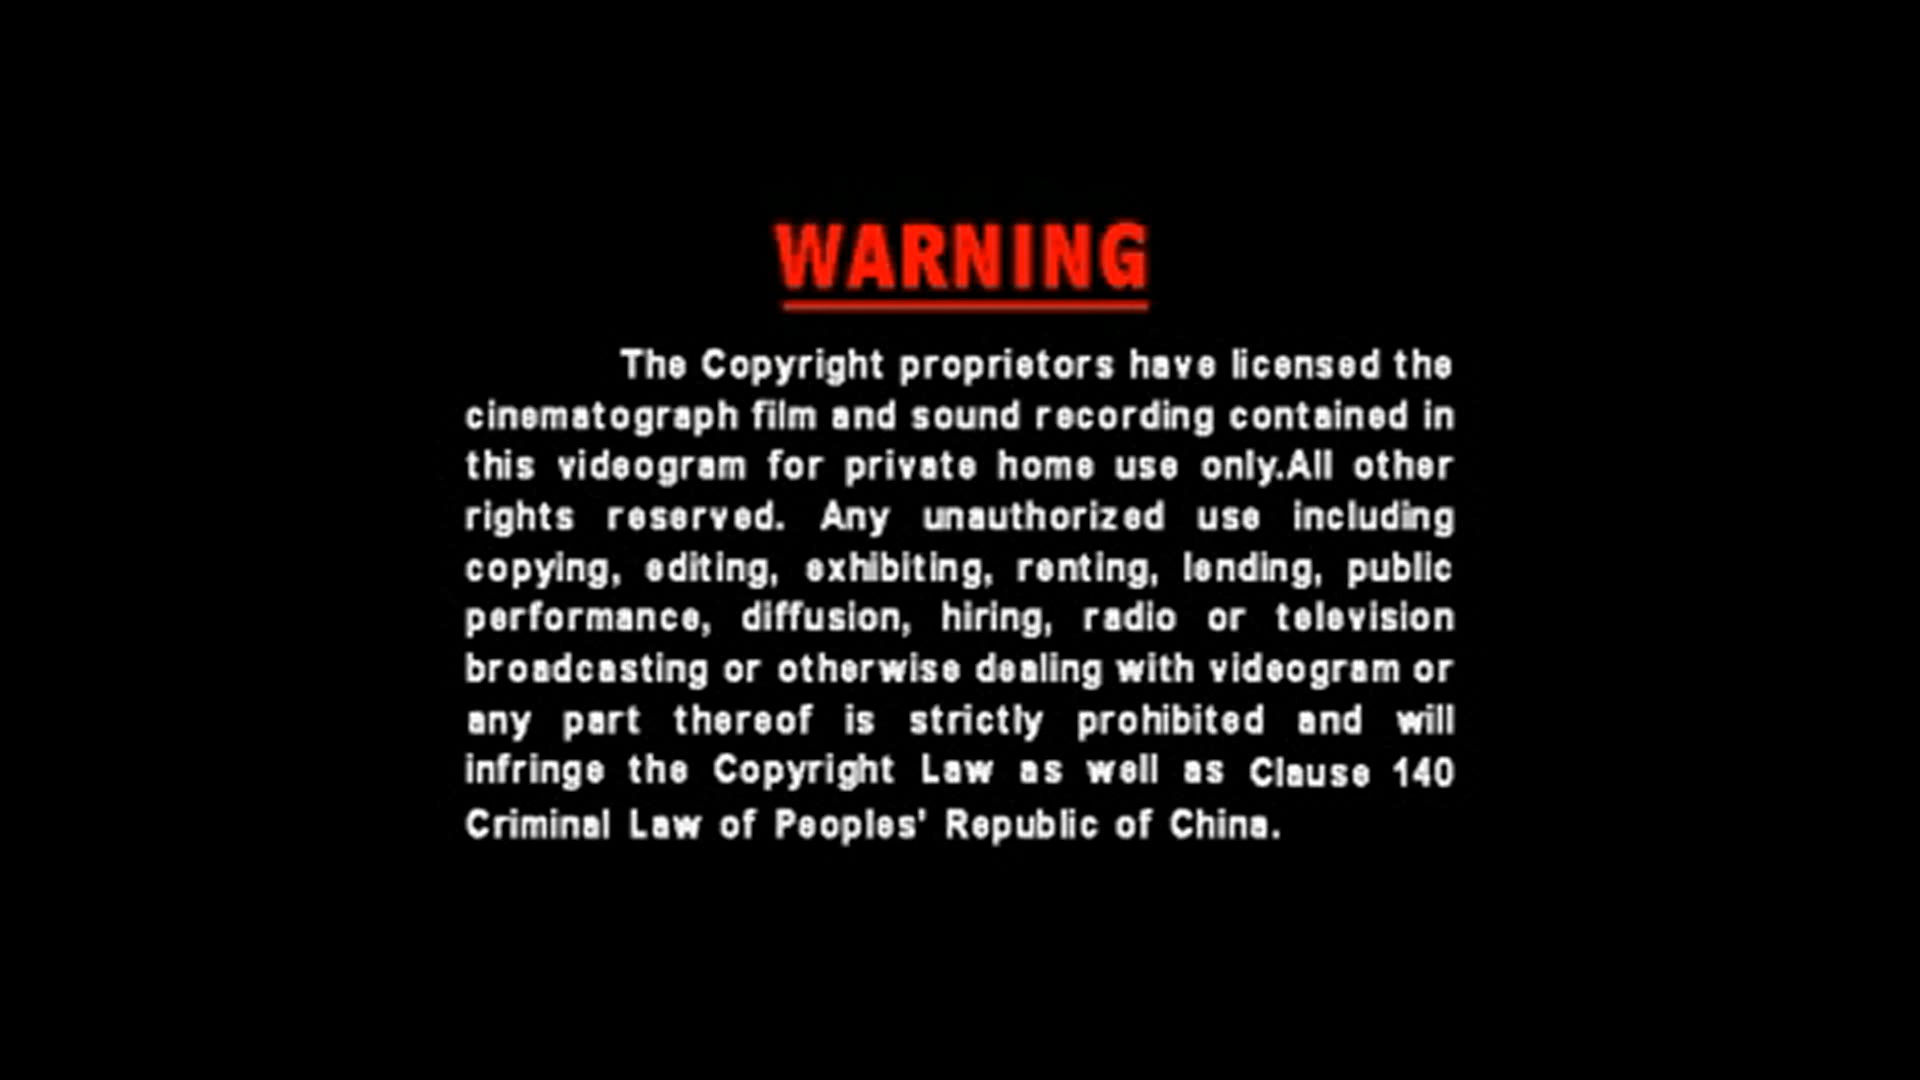 WARNING
The Copyright proprietors have licensed the
cinematograph film and sound recording contained in
this videogram for private home use only.All other
rights reserved. Any unauthorized use including
copying, editing, exhibiting, renting, lending, public
performance, diffusion, hiring, radio or television
broadcasting or otherwise dealing with videogram or
any part thereof is strictly prohibited and will
infringe the Copyright Law as well as Clause 140
Criminal Law of Peoples' Republic of China.